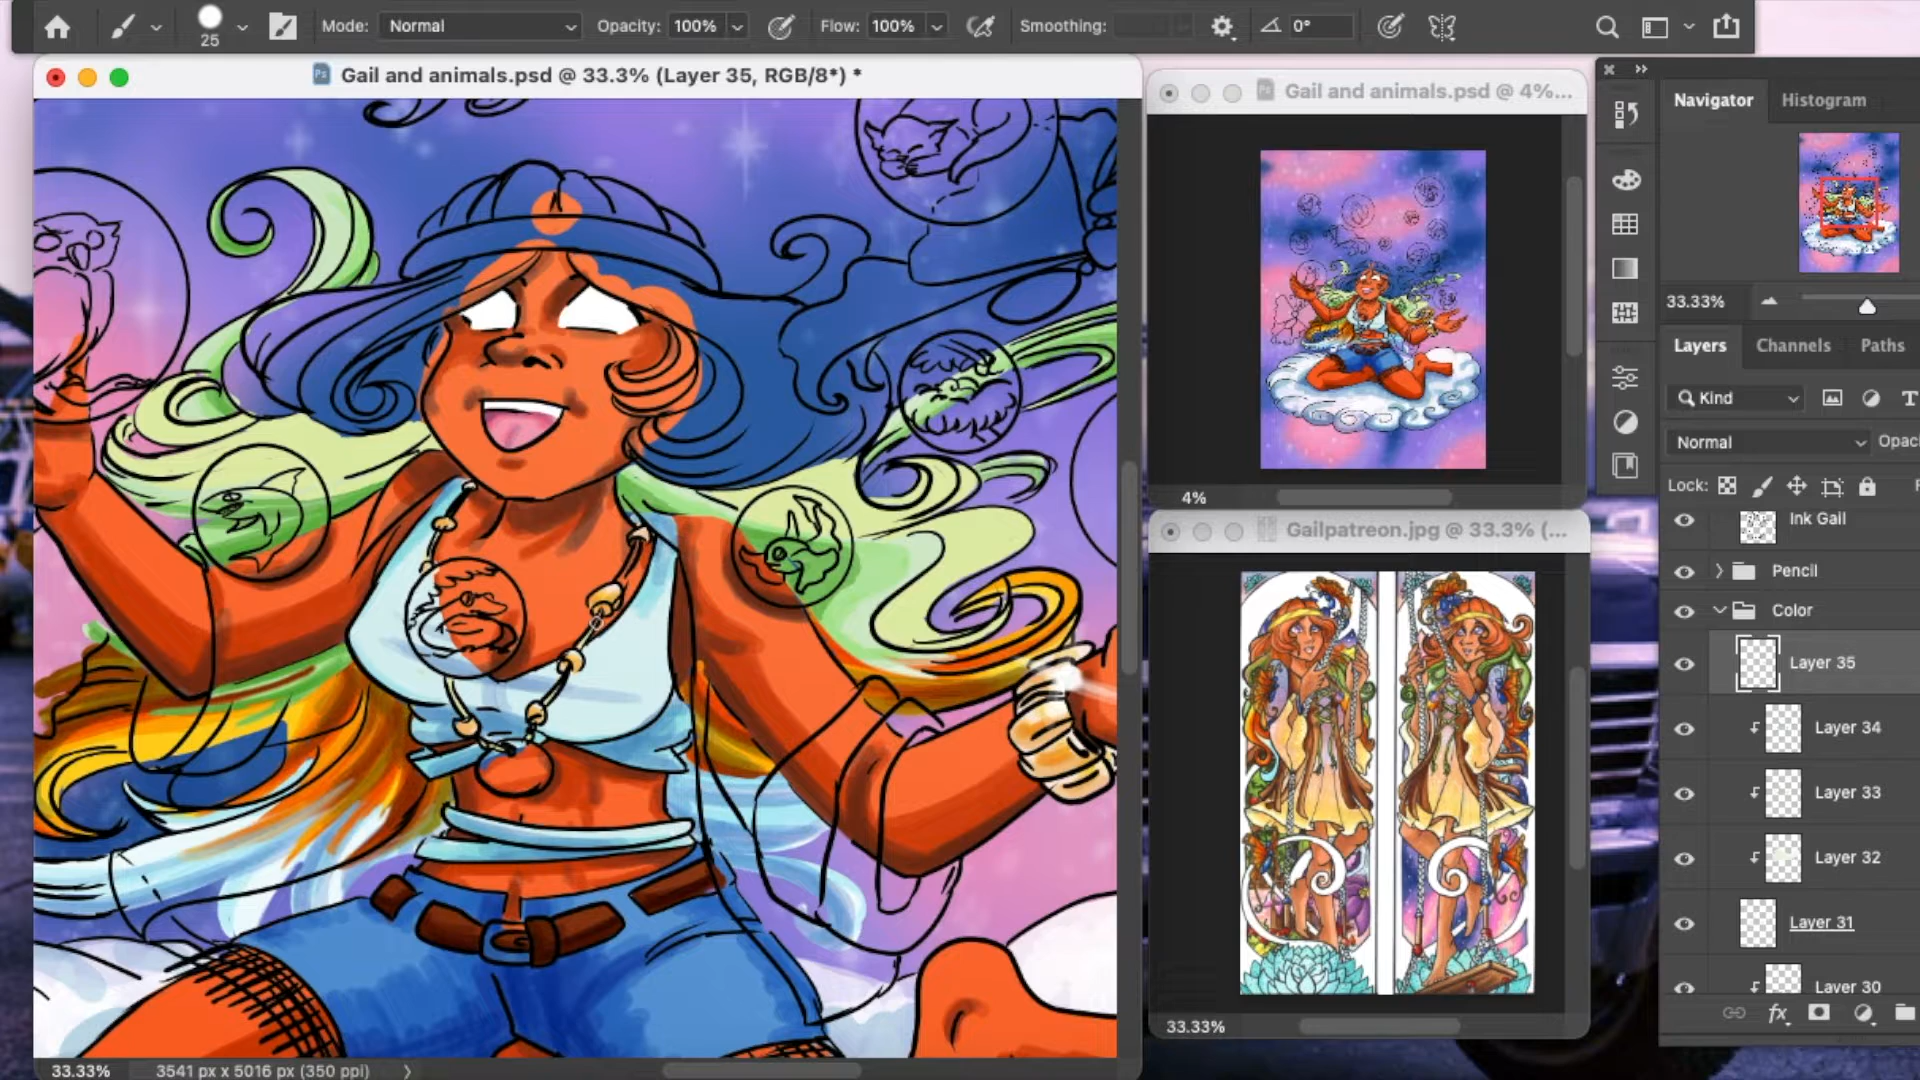 Mode: Normal Opacity: 100% Flow: 100% Smoothing: 0°
25
Gail and animals.psd @ 33.3% (Layer 35, RGB/8*) *
33.33% 3541 px x 5016 px (350 ppi)
Gail and animals.psd @ 4%...
4%
Gailpatreon.jpg @ 33.3% (...
33.33%
Navigator Histogram
33.33%
Layers Channels Paths
Kind
Normal Opac
Lock:
Ink Gail
Pencil
Color
Layer 35
Layer 34
Layer 33
Layer 32
Layer 31
Layer 30
fx